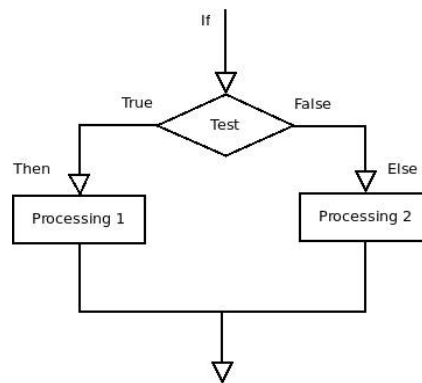 If
True
False
Test
Then
Else
Processing 1
Processing 2